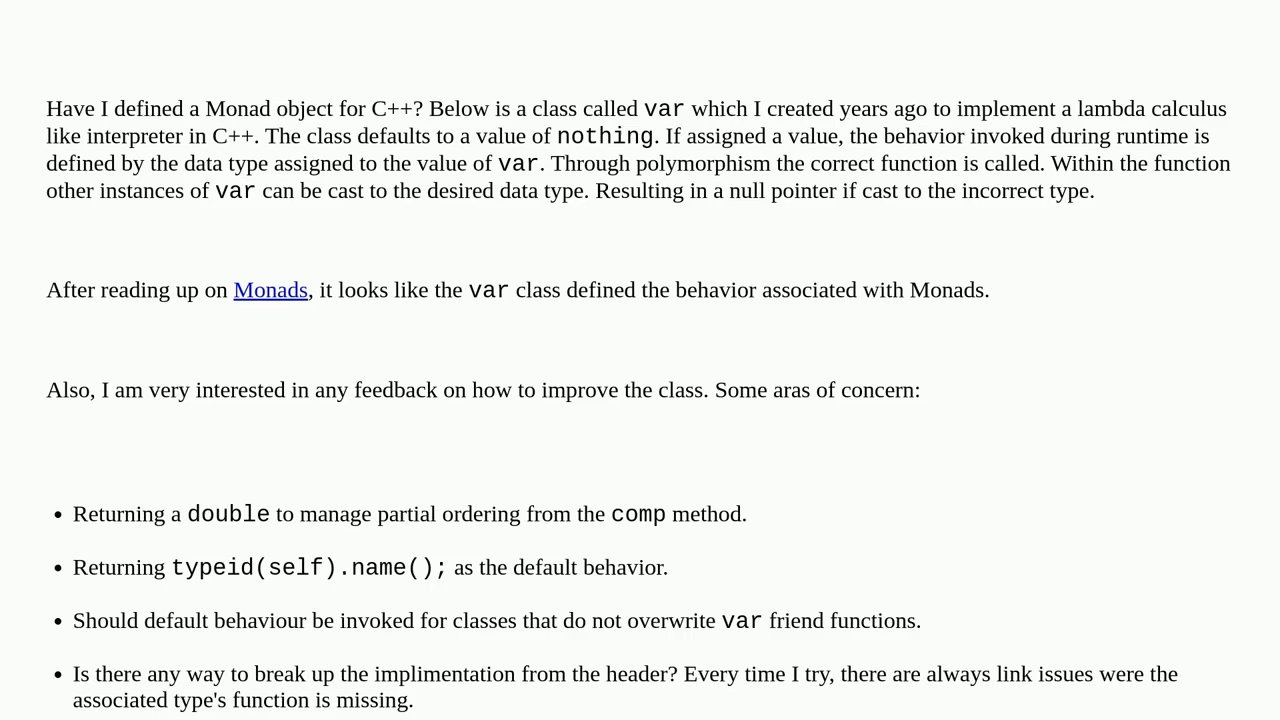 Have I defined a Monad object for C++? Below is a class called var which I created years ago to implement a lambda calculus
like interpreter in C++. The class defaults to a value of nothing. If assigned a value, the behavior invoked during runtime is
defined by the data type assigned to the value of var. Through polymorphism the correct function is called. Within the function
other instances of var can be cast to the desired data type. Resulting in a null pointer if cast to the incorrect type.
After reading up on Monads, it looks like the var class defined the behavior associated with Monads.
Also, I am very interested in any feedback on how to improve the class. Some aras of concern:
• Returning a double to manage partial ordering from the comp method.
• Returning typeid(self).name(); as the default behavior.
• Should default behaviour be invoked for classes that do not overwrite var friend functions.
• Is there any way to break up the implimentation from the header? Every time I try, there are always link issues were the
associated type's function is missing.